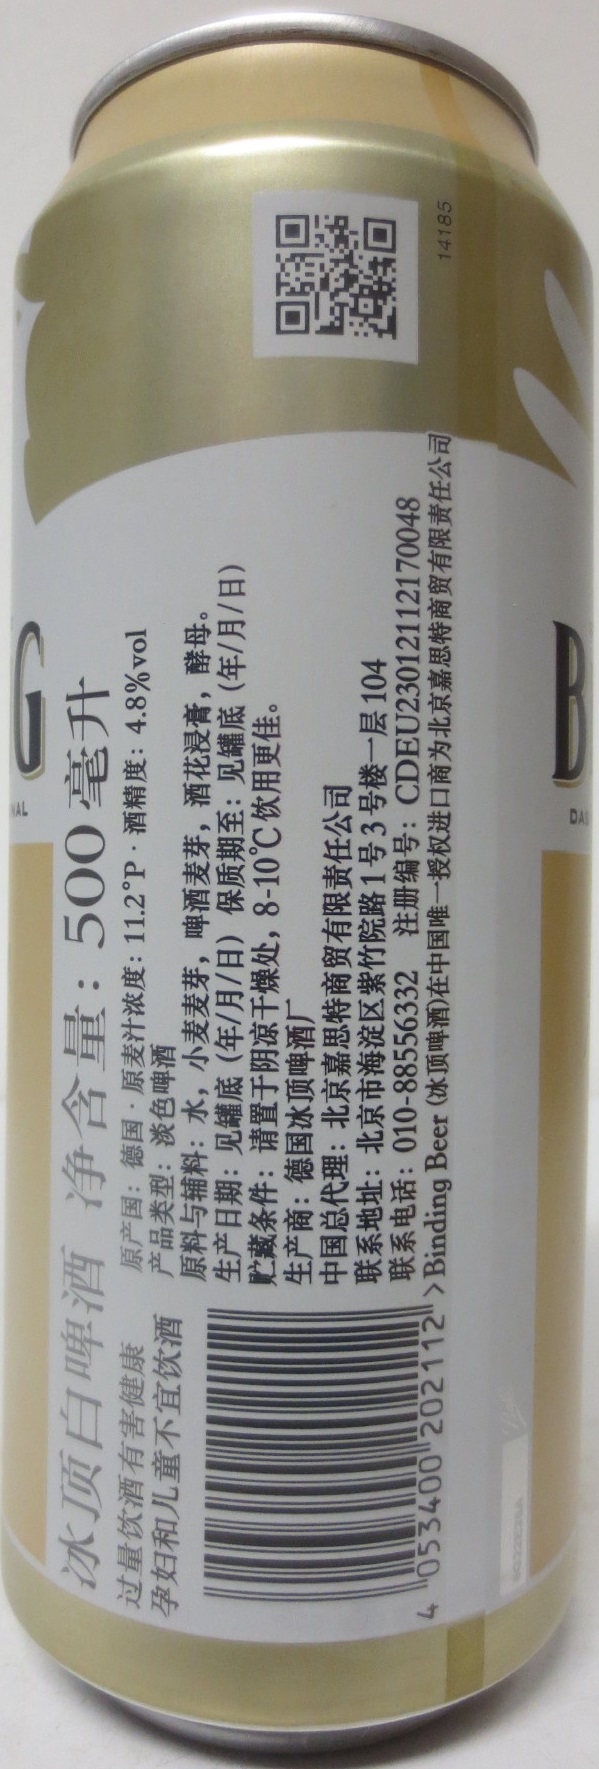 冰顶白啤酒 净含量：500 毫升
过量饮酒有害健康
孕妇和儿童不宜饮酒
原产国：德国·原麦汁浓度：11.2°P·酒精度：4.8%vol
产品类型：淡色啤酒
原料与辅料：水，小麦麦芽，啤酒麦芽，酒花浸膏，酵母。
生产日期：见罐底 (年/月/日) 保质期至：见罐底 (年/月/日)
贮藏条件：请置于阴凉干燥处，8-10℃饮用更佳。
生产商：德国冰顶啤酒厂
中国总代理：北京嘉思特商贸有限责任公司
联系地址：北京市海淀区紫竹院路1号3号楼一层104
联系电话：010-88556332 注册编号：CDEU23012112170048
Binding Beer (冰顶啤酒)在中国唯一授权进口商为北京嘉思特商贸有限责任公司
4 053400 202112 >
14185
G
NAL
B
DA